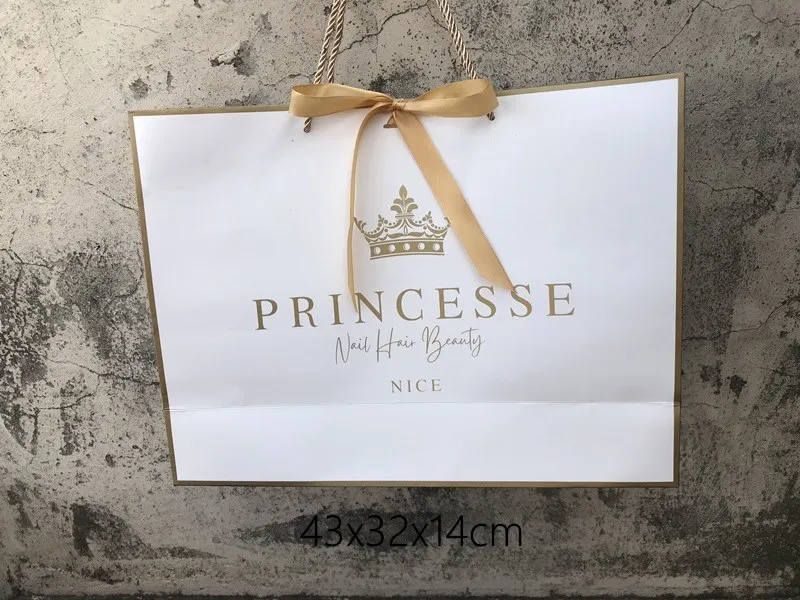 PRINCESSE
Nail Hair Beauty
NICE
43x32x14cm